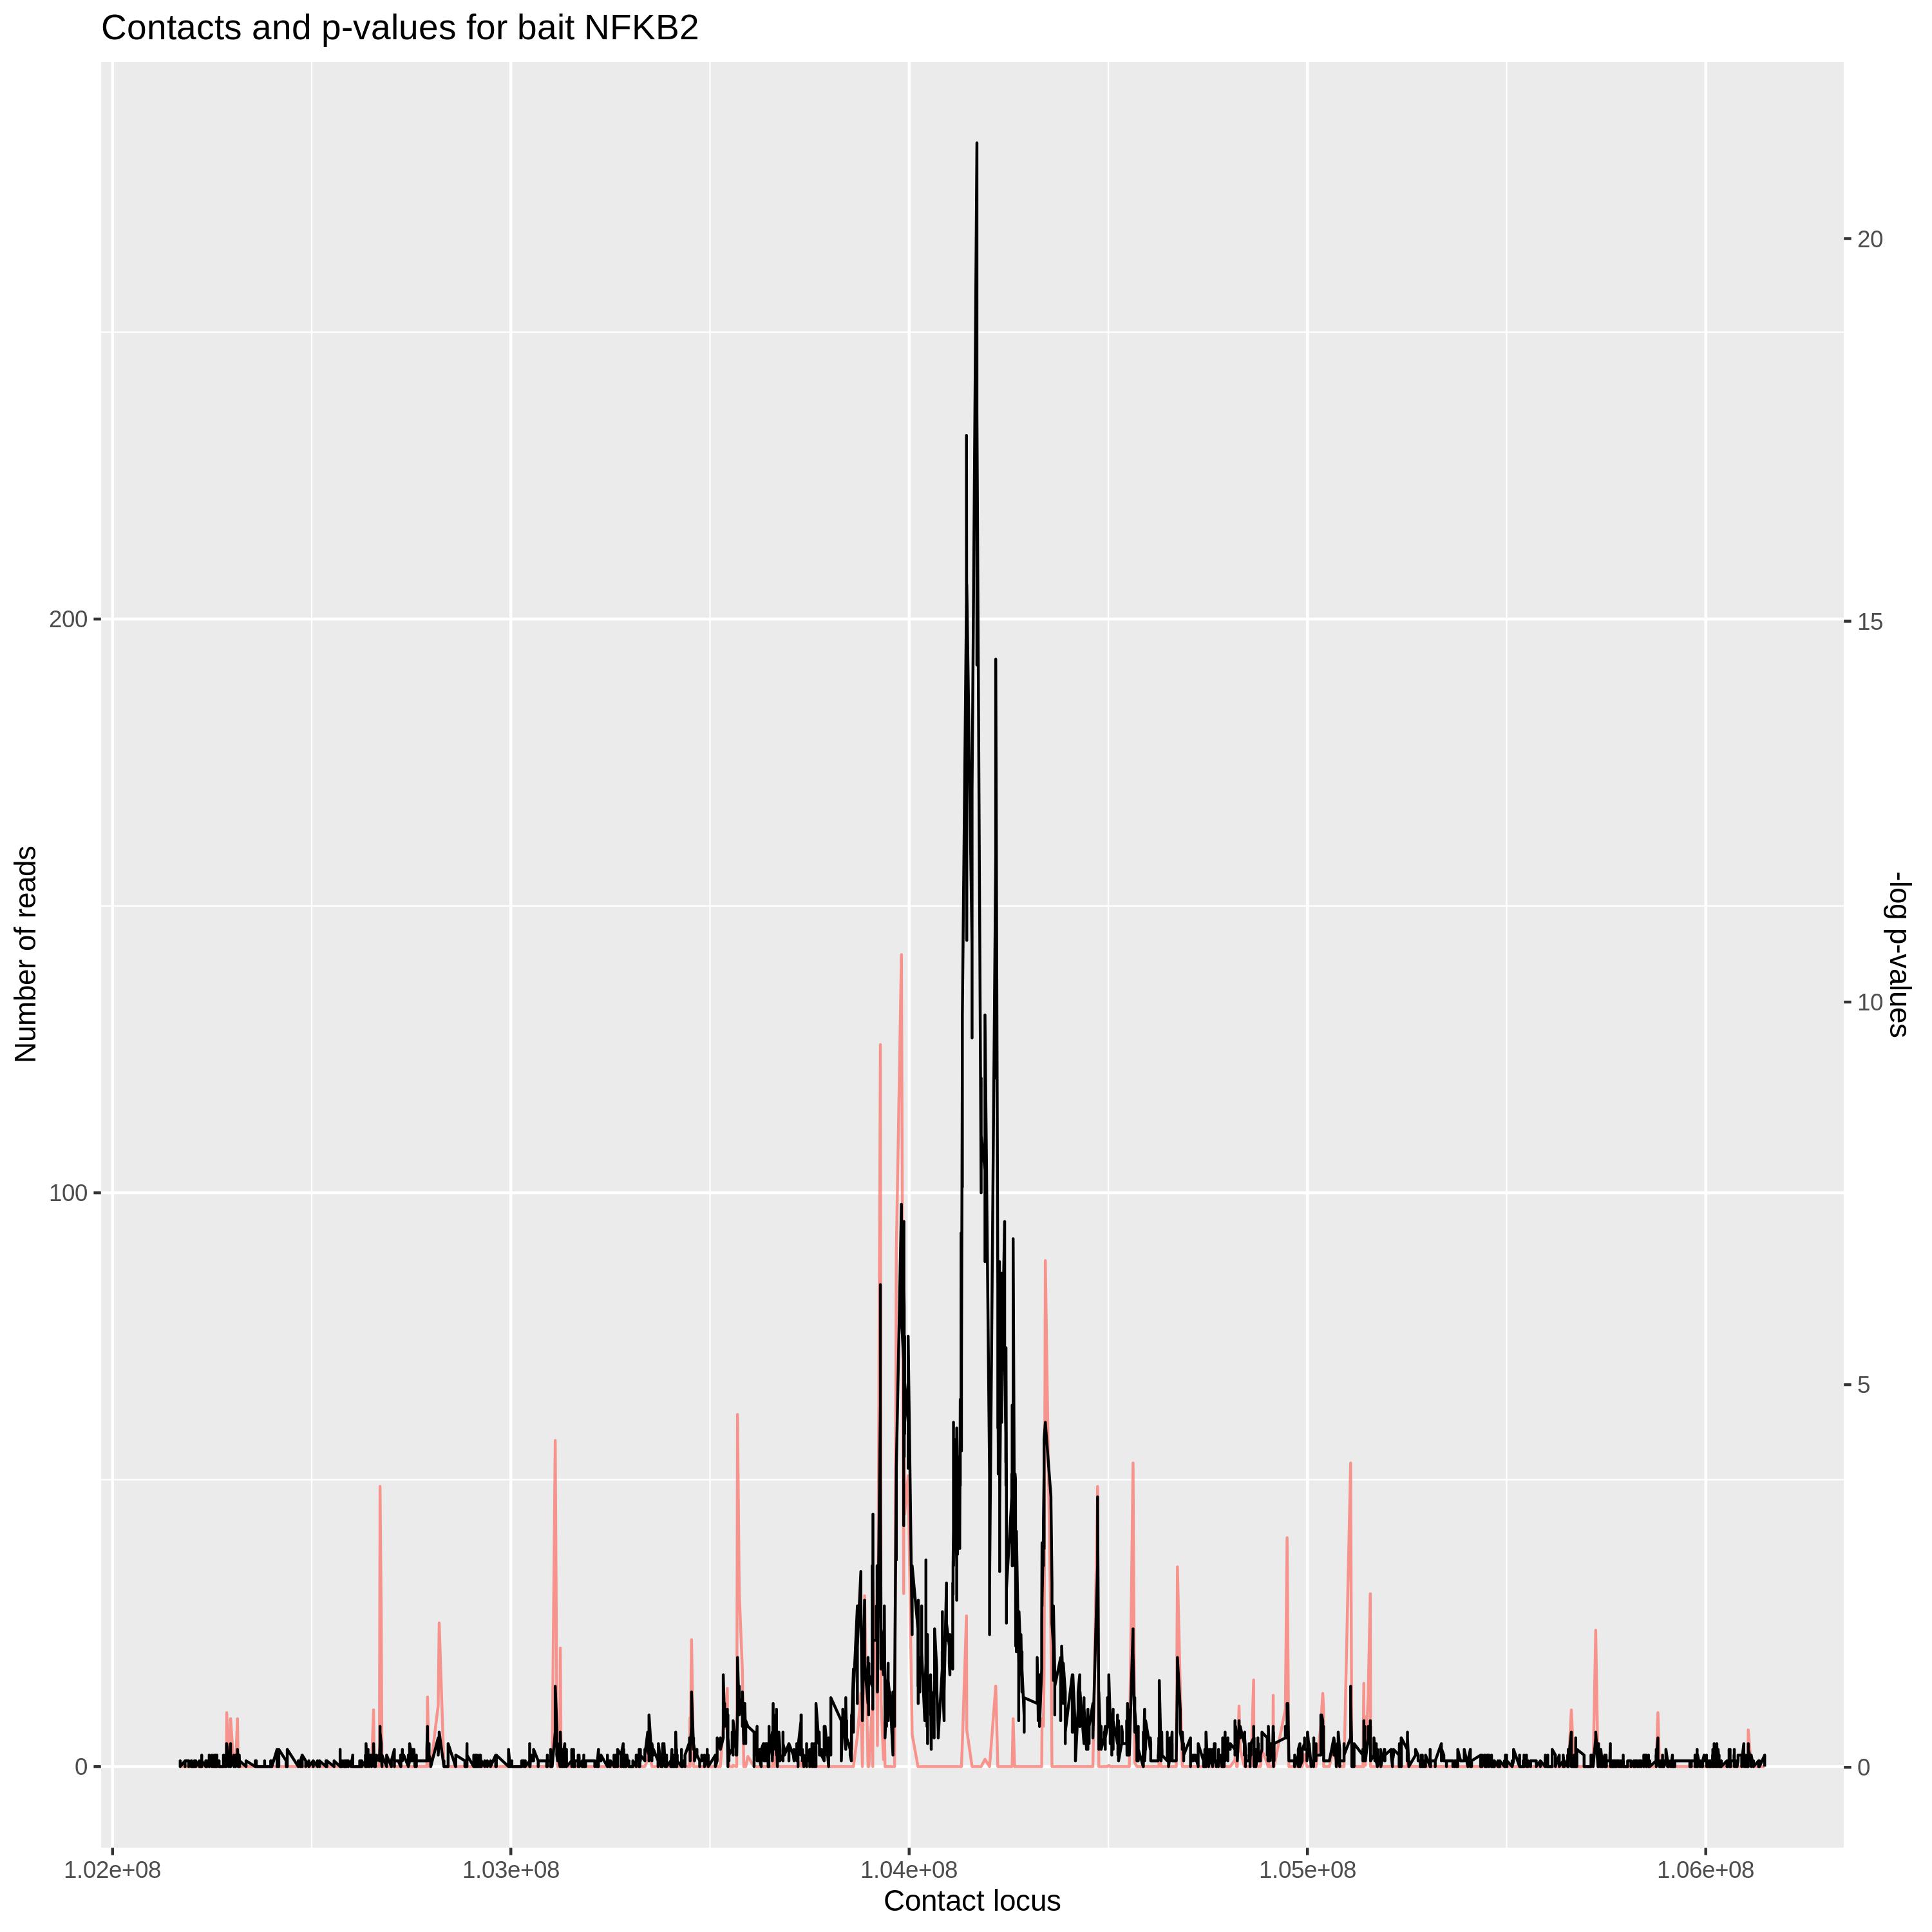 Contacts and p-values for bait NFKB2
Number of reads
200
100
0
20
15
10
5
0
-log p-values
1.02e+08
1.03e+08
1.04e+08
1.05e+08
1.06e+08
Contact locus